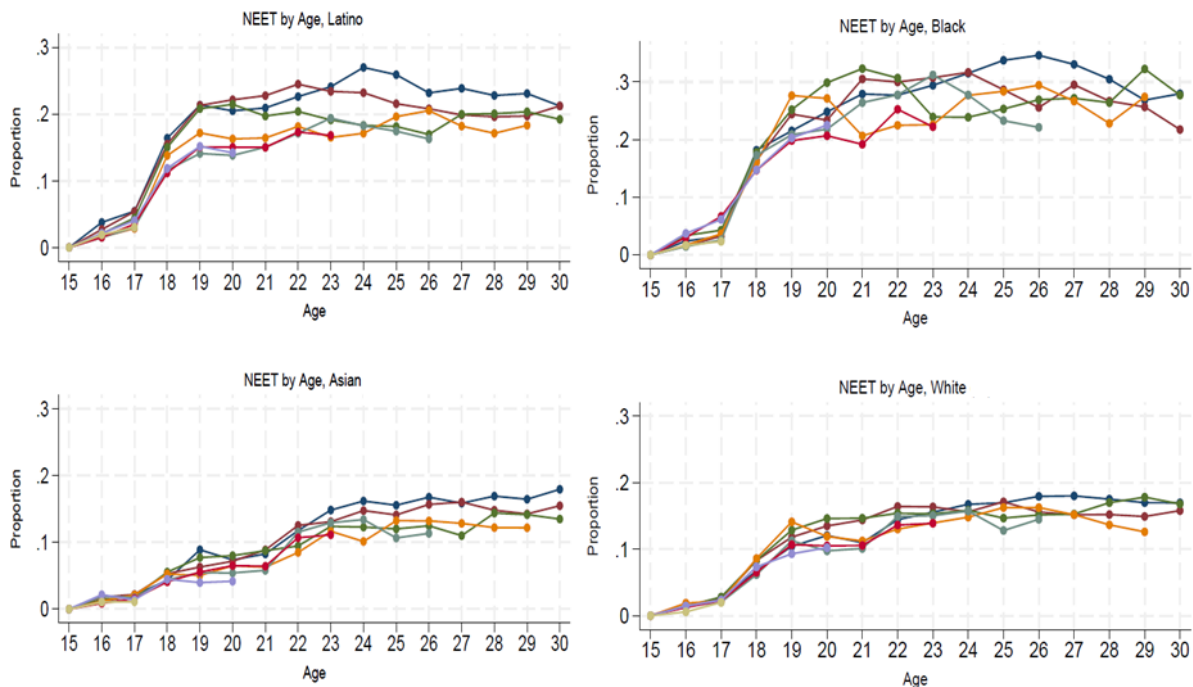 NEET by Age, Latino
.3
.2
.1
0
Proportion
15 16 17 18 19 20 21 22 23 24 25 26 27 28 29 30
Age
NEET by Age, Black
.3
.2
.1
0
Proportion
15 16 17 18 19 20 21 22 23 24 25 26 27 28 29 30
Age
NEET by Age, Asian
.3
.2
.1
0
Proportion
15 16 17 18 19 20 21 22 23 24 25 26 27 28 29 30
Age
NEET by Age, White
.3
.2
.1
0
Proportion
15 16 17 18 19 20 21 22 23 24 25 26 27 28 29 30
Age